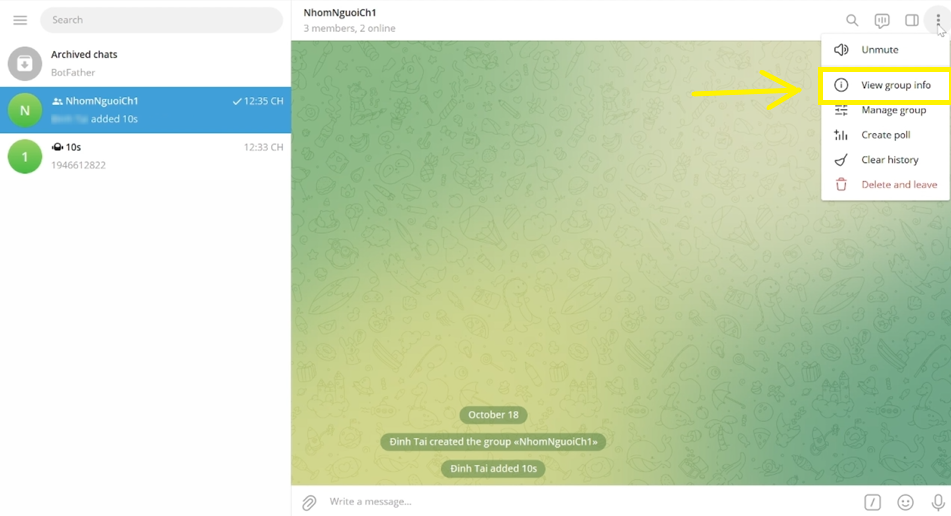 Search
Archived chats
BotFather
N
NhomNguoiCh1
12:35 CH
added 10s
1
10s
12:33 CH
1946612822
NhomNguoiCh1
3 members, 2 online
Unmute
View group info
Manage group
Create poll
Clear history
Delete and leave
October 18
Đinh Tai created the group «NhomNguoiCh1»
Đinh Tai added 10s
Write a message...